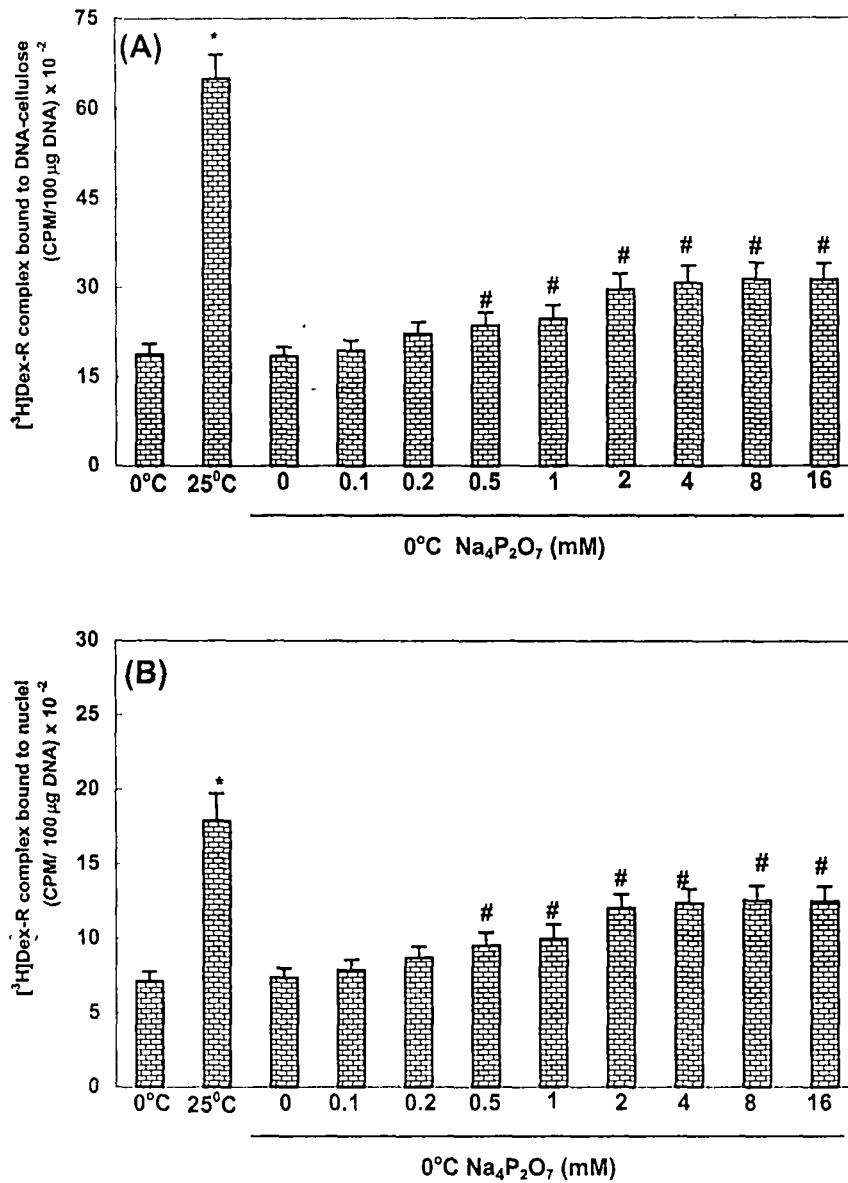 (A)
[³H]Dex-R complex bound to DNA-cellulose
(CPM/100 µg DNA) x 10⁻²
75
60
45
30
15
0
*
# # # # # #
0°C 25⁰C 0 0.1 0.2 0.5 1 2 4 8 16
0°C Na₄P₂O₇ (mM)
(B)
[³H]Dex-R complex bound to nuclei
(CPM/ 100 µg DNA) x 10⁻²
30
25
20
15
10
5
0
*
# # # # # #
0°C 25⁰C 0 0.1 0.2 0.5 1 2 4 8 16
0°C Na₄P₂O₇ (mM)